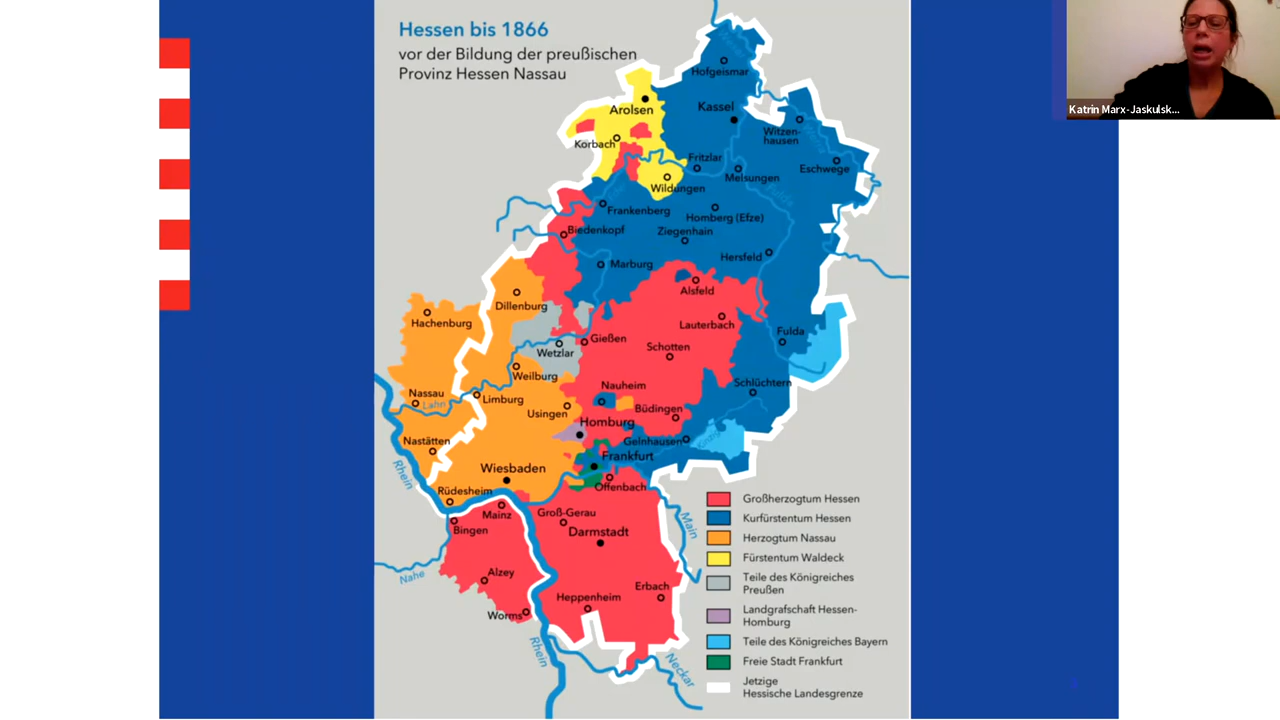 Hessen bis 1866
vor der Bildung der preußischen
Provinz Hessen Nassau
Katrin Marx-Jaskulsk...
Hofgeismar
Kassel
Arolsen
Witzen-
hausen
Korbach
Fritzlar
Eschwege
Melsungen
Wildungen
Frankenberg
Homberg (Efze)
Biedenkopf
Ziegenhain
Hersfeld
Marburg
Alsfeld
Dillenburg
Hachenburg
Lauterbach
Fulda
Gießen
Schotten
Wetzlar
Weilburg
Schlüchtern
Nauheim
Nassau
Limburg
Lahn
Usingen
Büdingen
Homburg
Nastätten
Gelnhausen
Kinzig
Frankfurt
Wiesbaden
Rhein
Offenbach
Rüdesheim
Mainz
Groß-Gerau
Main
Bingen
Darmstadt
Nahe
Alzey
Erbach
Heppenheim
Worms
Rhein
Neckar
Großherzogtum Hessen
Kurfürstentum Hessen
Herzogtum Nassau
Fürstentum Waldeck
Teile des Königreiches
Preußen
Landgrafschaft Hessen-
Homburg
Teile des Königreiches Bayern
Freie Stadt Frankfurt
Jetzige
Hessische Landesgrenze